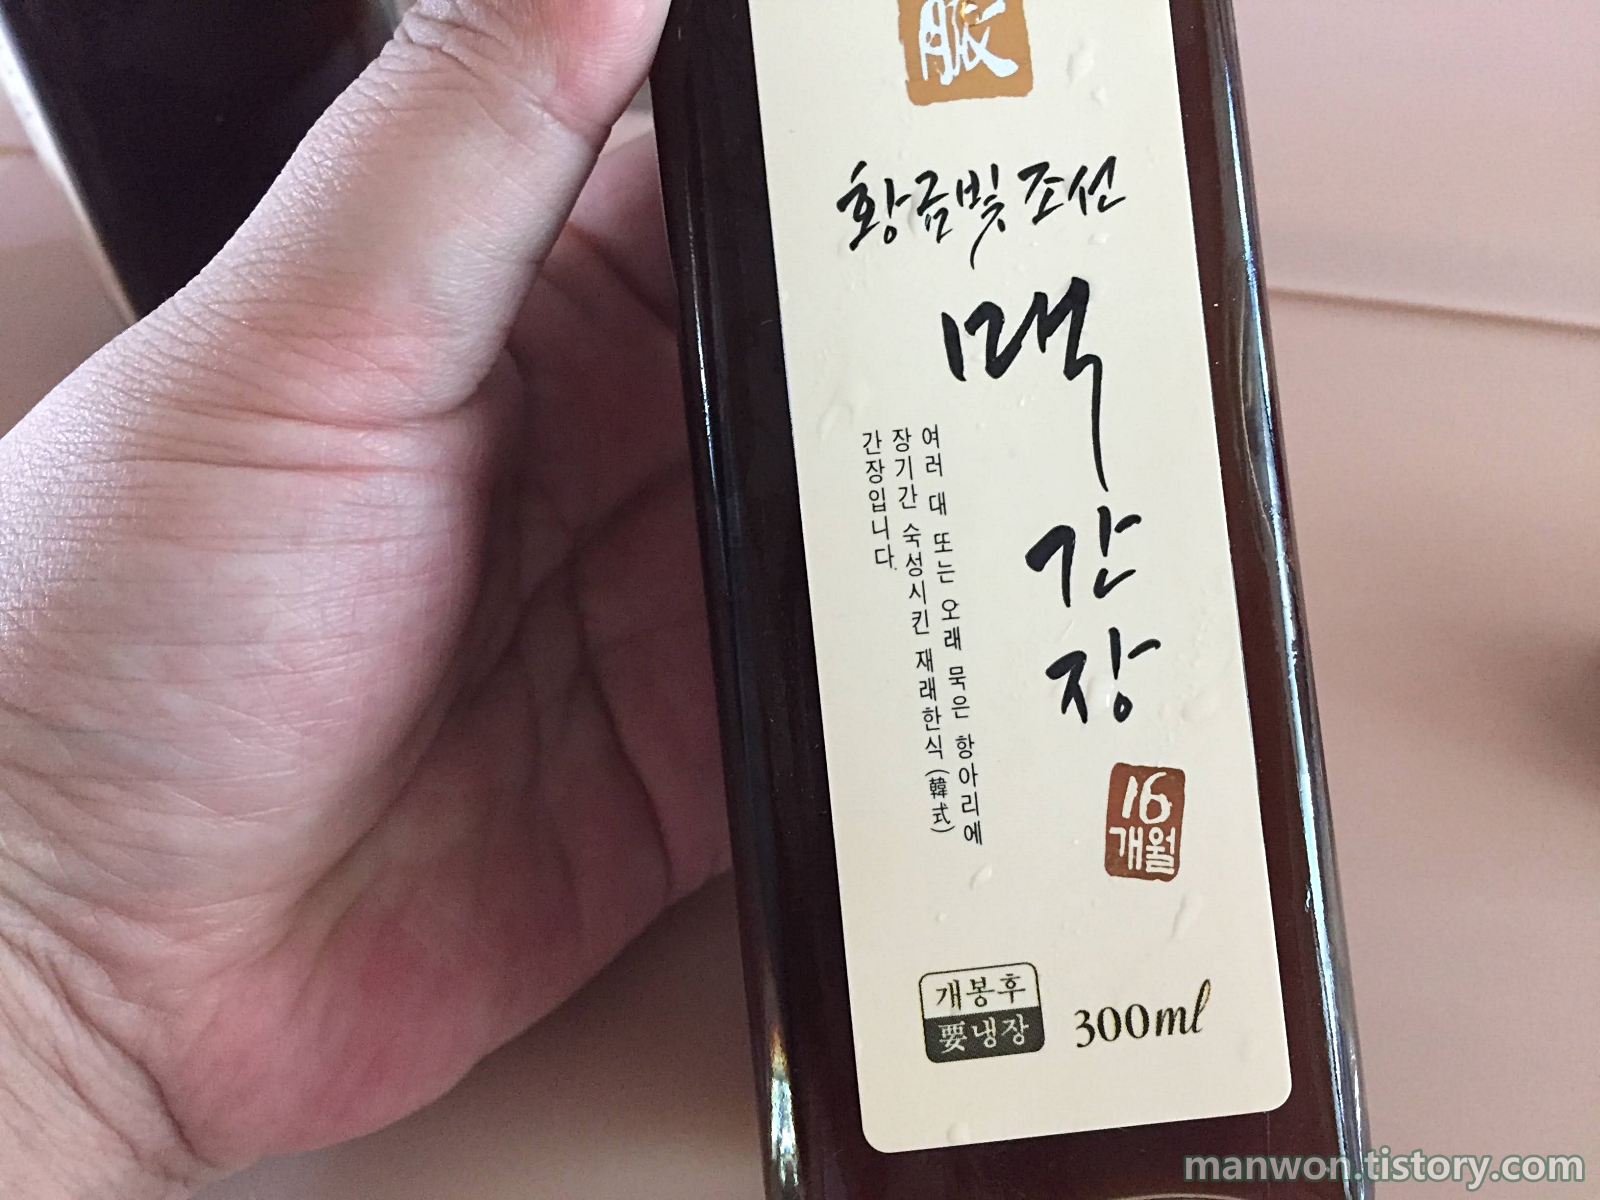 脈
황금빛 조선
맥
간
장
여러 대 또는 오래 묵은 항아리에
장기간 숙성시킨 재래한식(韓式)
간장입니다.
16
개월
개봉후
要냉장
300ml
manwon.tistory.com